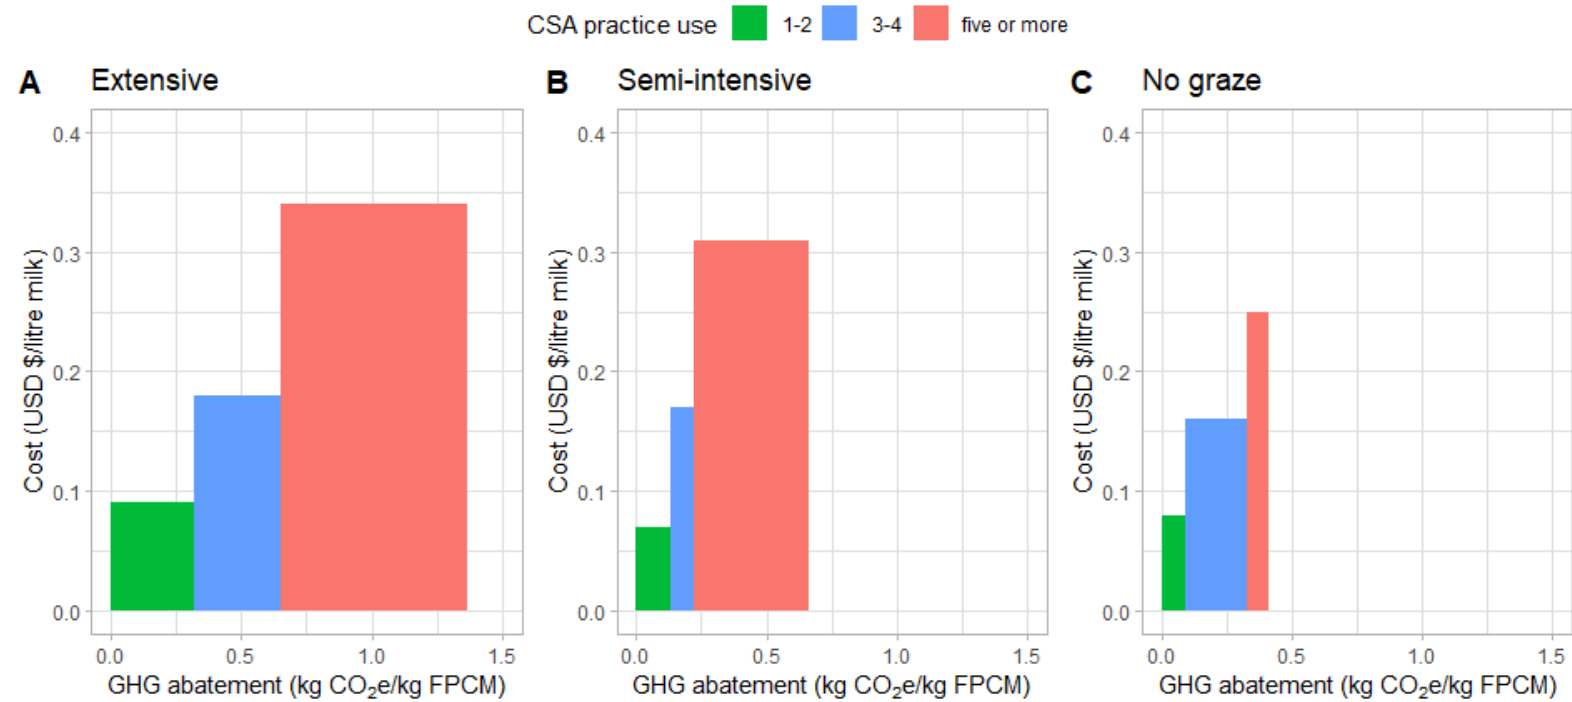 CSA practice use 1-2 3-4 five or more
A Extensive
0.4
0.3
0.2
0.1
0.0
Cost (USD $/litre milk)
0.0 0.5 1.0 1.5
GHG abatement (kg CO₂e/kg FPCM)
B Semi-intensive
0.4
0.3
0.2
0.1
0.0
Cost (USD $/litre milk)
0.0 0.5 1.0 1.5
GHG abatement (kg CO₂e/kg FPCM)
C No graze
0.4
0.3
0.2
0.1
0.0
Cost (USD $/litre milk)
0.0 0.5 1.0 1.5
GHG abatement (kg CO₂e/kg FPCM)